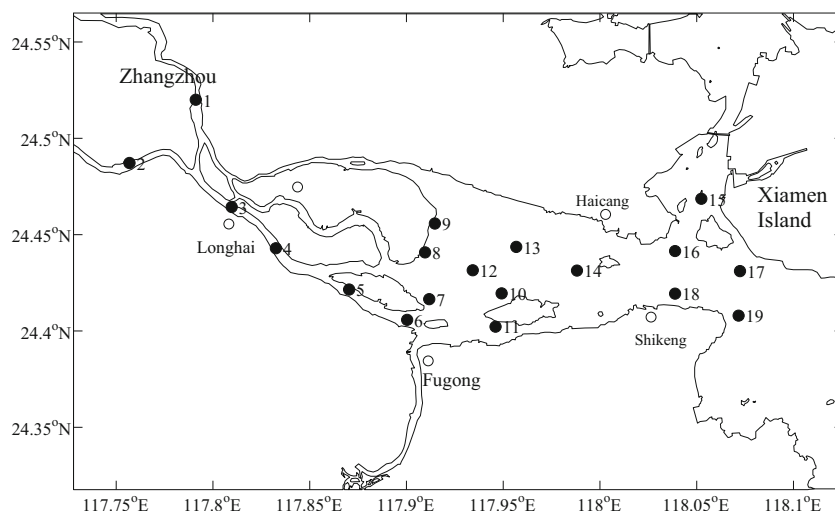 24.55°N
Zhangzhou
1
24.5°N
2
15
Xiamen
Island
Haicang
3
9
Longhai
24.45°N
4
13
16
8
12
14
17
5
7
10
18
24.4°N
6
11
19
Shikeng
Fugong
24.35°N
117.75°E 117.8°E 117.85°E 117.9°E 117.95°E 118°E 118.05°E 118.1°E